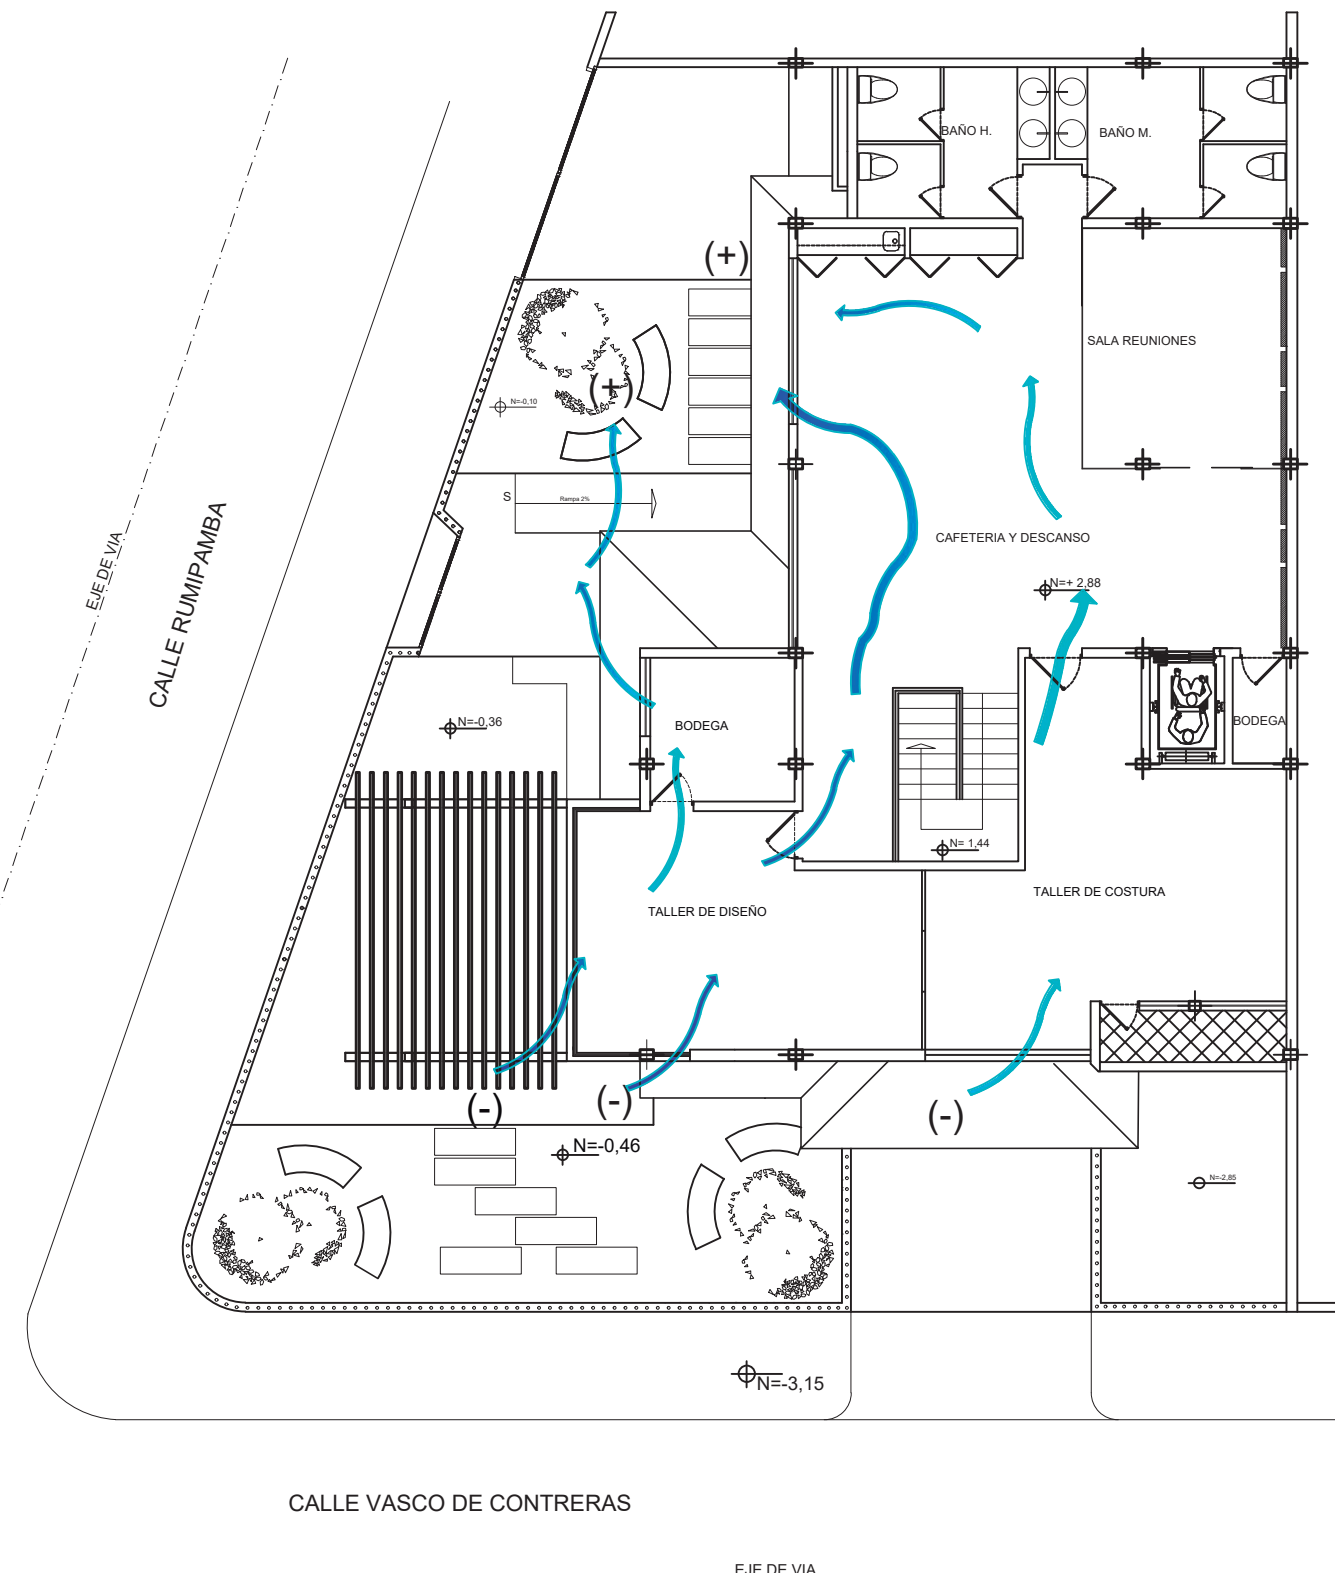 BAÑO H.
BAÑO M.
(+)
SALA REUNIONES
(+)
N=-0,10
S
Rampa 2%
CAFETERIA Y DESCANSO
EJE DE VIA
CALLE RUMIPAMBA
N=+ 2,88
N=-0,36
BODEGA
BODEGA
N= 1,44
TALLER DE COSTURA
TALLER DE DISEÑO
(-)
(-)
(-)
N=-0,46
N=-2,85
N=-3,15
CALLE VASCO DE CONTRERAS
EJE DE VIA